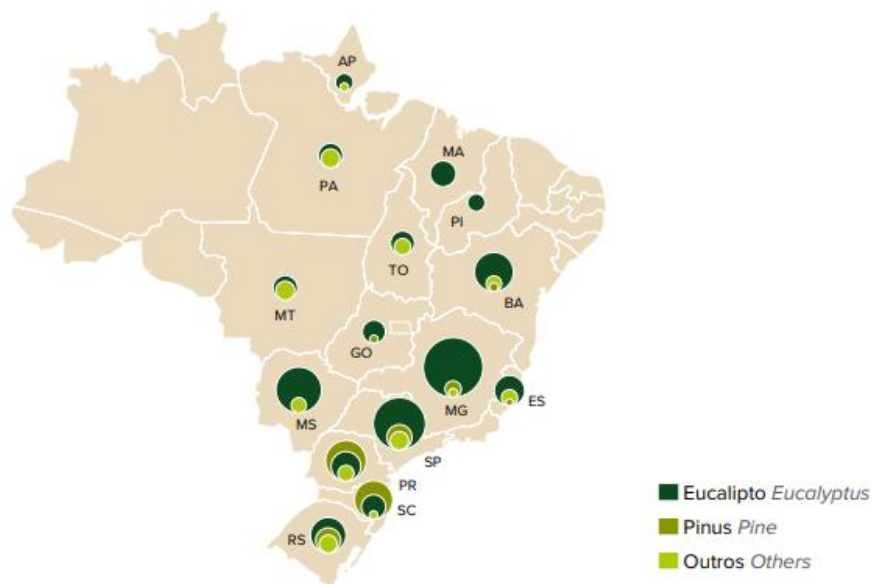 AP
MA
PA
PI
TO
BA
MT
GO
ES
MG
MS
SP
PR
SC
RS
Eucalipto Eucalyptus
Pinus Pine
Outros Others